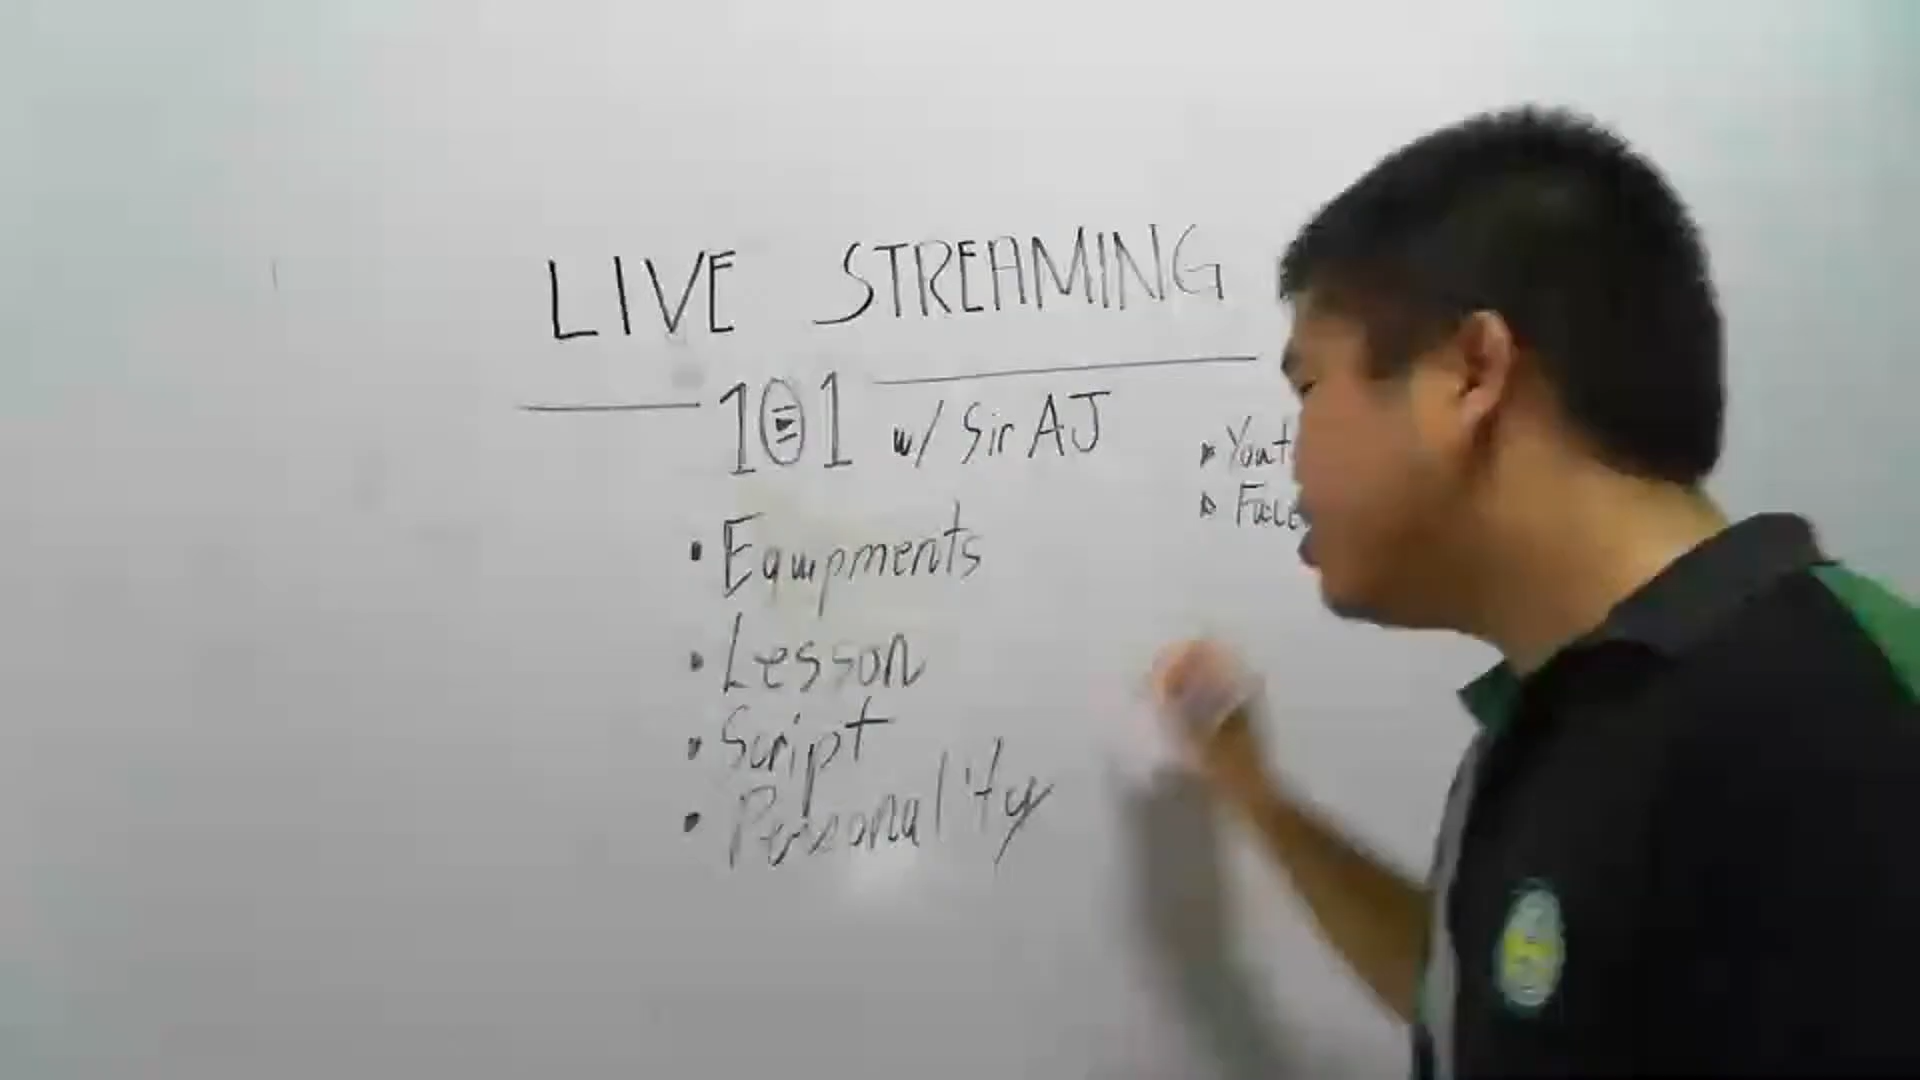 LIVE STREAMING
101 w/ Sir AJ
Equipments
Lesson
Script
Personality